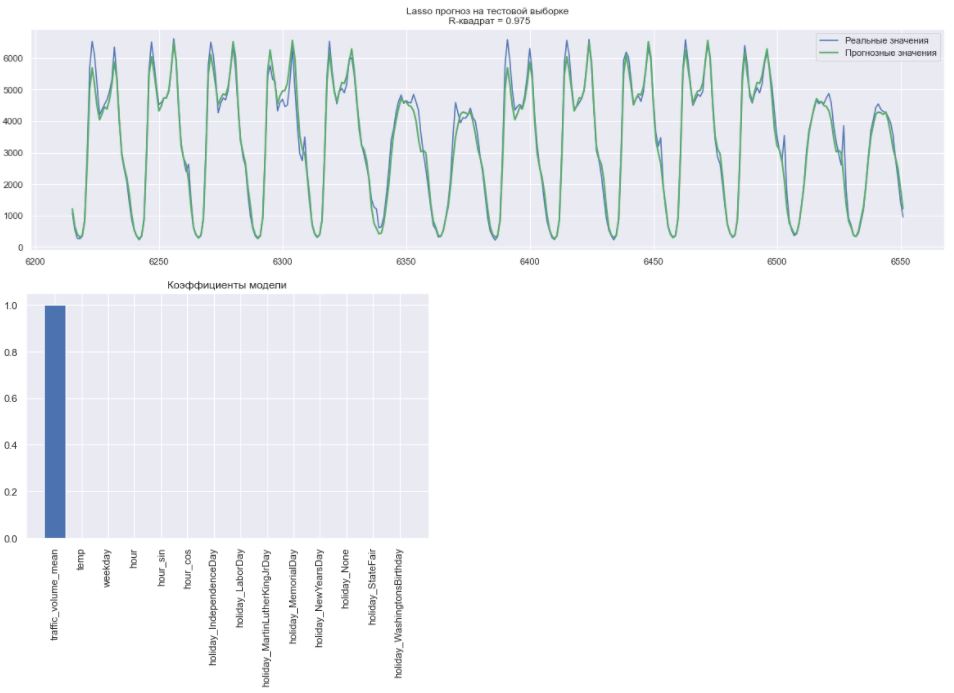 Lasso прогноз на тестовой выборке
R-квадрат = 0.975
Реальные значения
Прогнозные значения
6000
5000
4000
3000
2000
1000
0
6200
6250
6300
6350
6400
6450
6500
6550
Коэффициенты модели
1.0
0.8
0.6
0.4
0.2
0.0
traffic_volume_mean
temp
weekday
hour
hour_sin
hour_cos
holiday_IndependenceDay
holiday_LaborDay
holiday_MartinLutherKingJrDay
holiday_MemorialDay
holiday_NewYearsDay
holiday_None
holiday_StateFair
holiday_WashingtonsBirthday